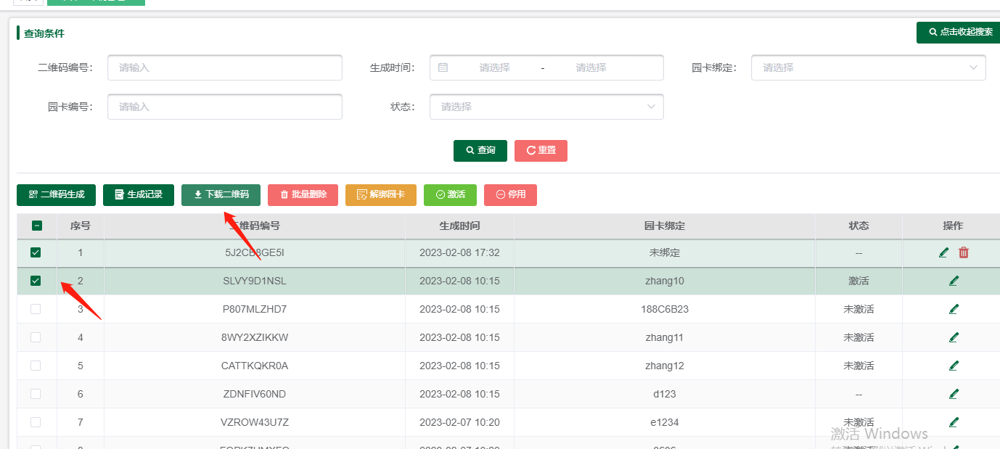 查询条件
点击收起搜索
二维码编号： 请输入 生成时间： 请选择 - 请选择 园卡绑定： 请选择
园卡编号： 请输入 状态： 请选择
查询 重置
二维码生成 生成记录 下载二维码 批量删除 解绑园卡 激活 停用
序号 二维码编号 生成时间 园卡绑定 状态 操作
1 5J2CB8GE5I 2023-02-08 17:32 未绑定 --
2 SLVY9D1NSL 2023-02-08 10:15 zhang10 激活
3 P807MLZHD7 2023-02-08 10:15 188C6B23 未激活
4 8WY2XZIKKW 2023-02-08 10:15 zhang11 未激活
5 CATTKQKR0A 2023-02-08 10:15 zhang12 未激活
6 ZDNFIV60ND 2023-02-08 10:15 d123 --
7 VZROW43U7Z 2023-02-07 10:20 e1234 未激活
激活 Windows